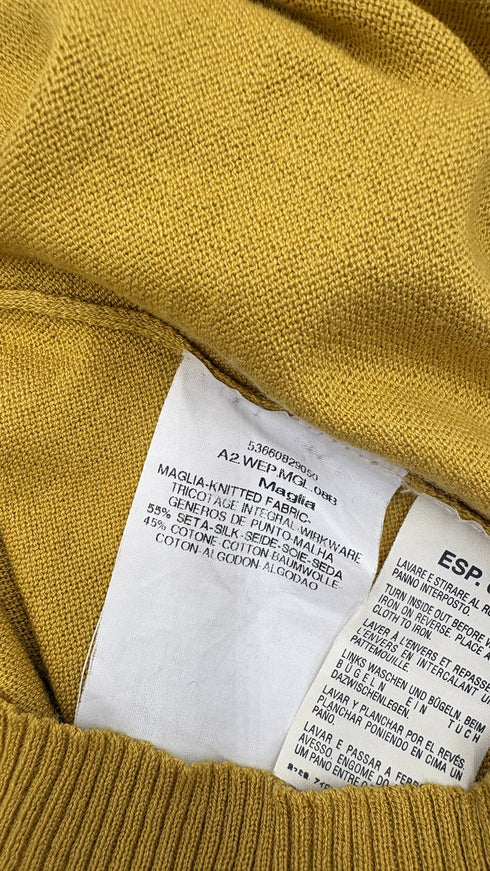 53660829050
A2.WEP.MGL.08B
Maglia
MAGLIA-KNITTED FABRIC-
TRICOTAGE INTEGRAL-WIRKWARE
GENEROS DE PUNTO-MALHA
55% SETA-SILK-SEIDE-SOIE-SEDA
45% COTONE-COTTON BAUMWOLLE-
COTON-ALGODON-ALGODAO
ESP.
LAVARE E STIRARE AL
PANNO INTERPOSTO.
TURN INSIDE OUT BEFORE
IRON ON REVERSE. PLACE A
CLOTH TO IRON.
LAVER À L'ENVERS ET REPASSE
L'ENVERS EN INTERCALANT
PATTEMOUILLE.
LINKS WASCHEN UND BÜGELN. BEIM
BÜGELN EIN TUCH
DAZWISCHENLEGEN.
LAVAR Y PLANCHAR POR EL REVÉS.
PLANCHAR PONIENDO EN CIMA UN
PANO.
LAVAR E PASSAR A
AVESSO. ENGOME DO
UM PANO ENTRE